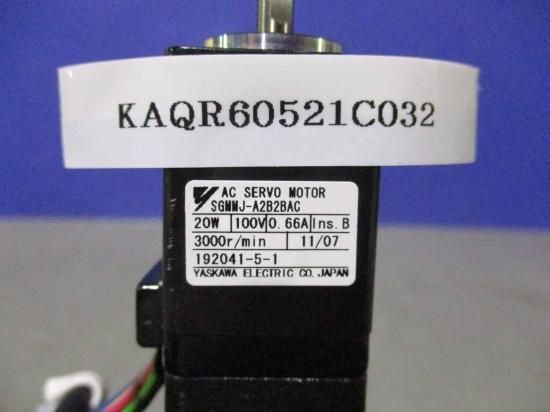 KAQR60521C032
AC SERVO MOTOR
SGMMJ-A2B2BAC
20W 100V 0.66A Ins.B
3000r/min 11/07
192041-5-1
YASKAWA ELECTRIC CO. JAPAN